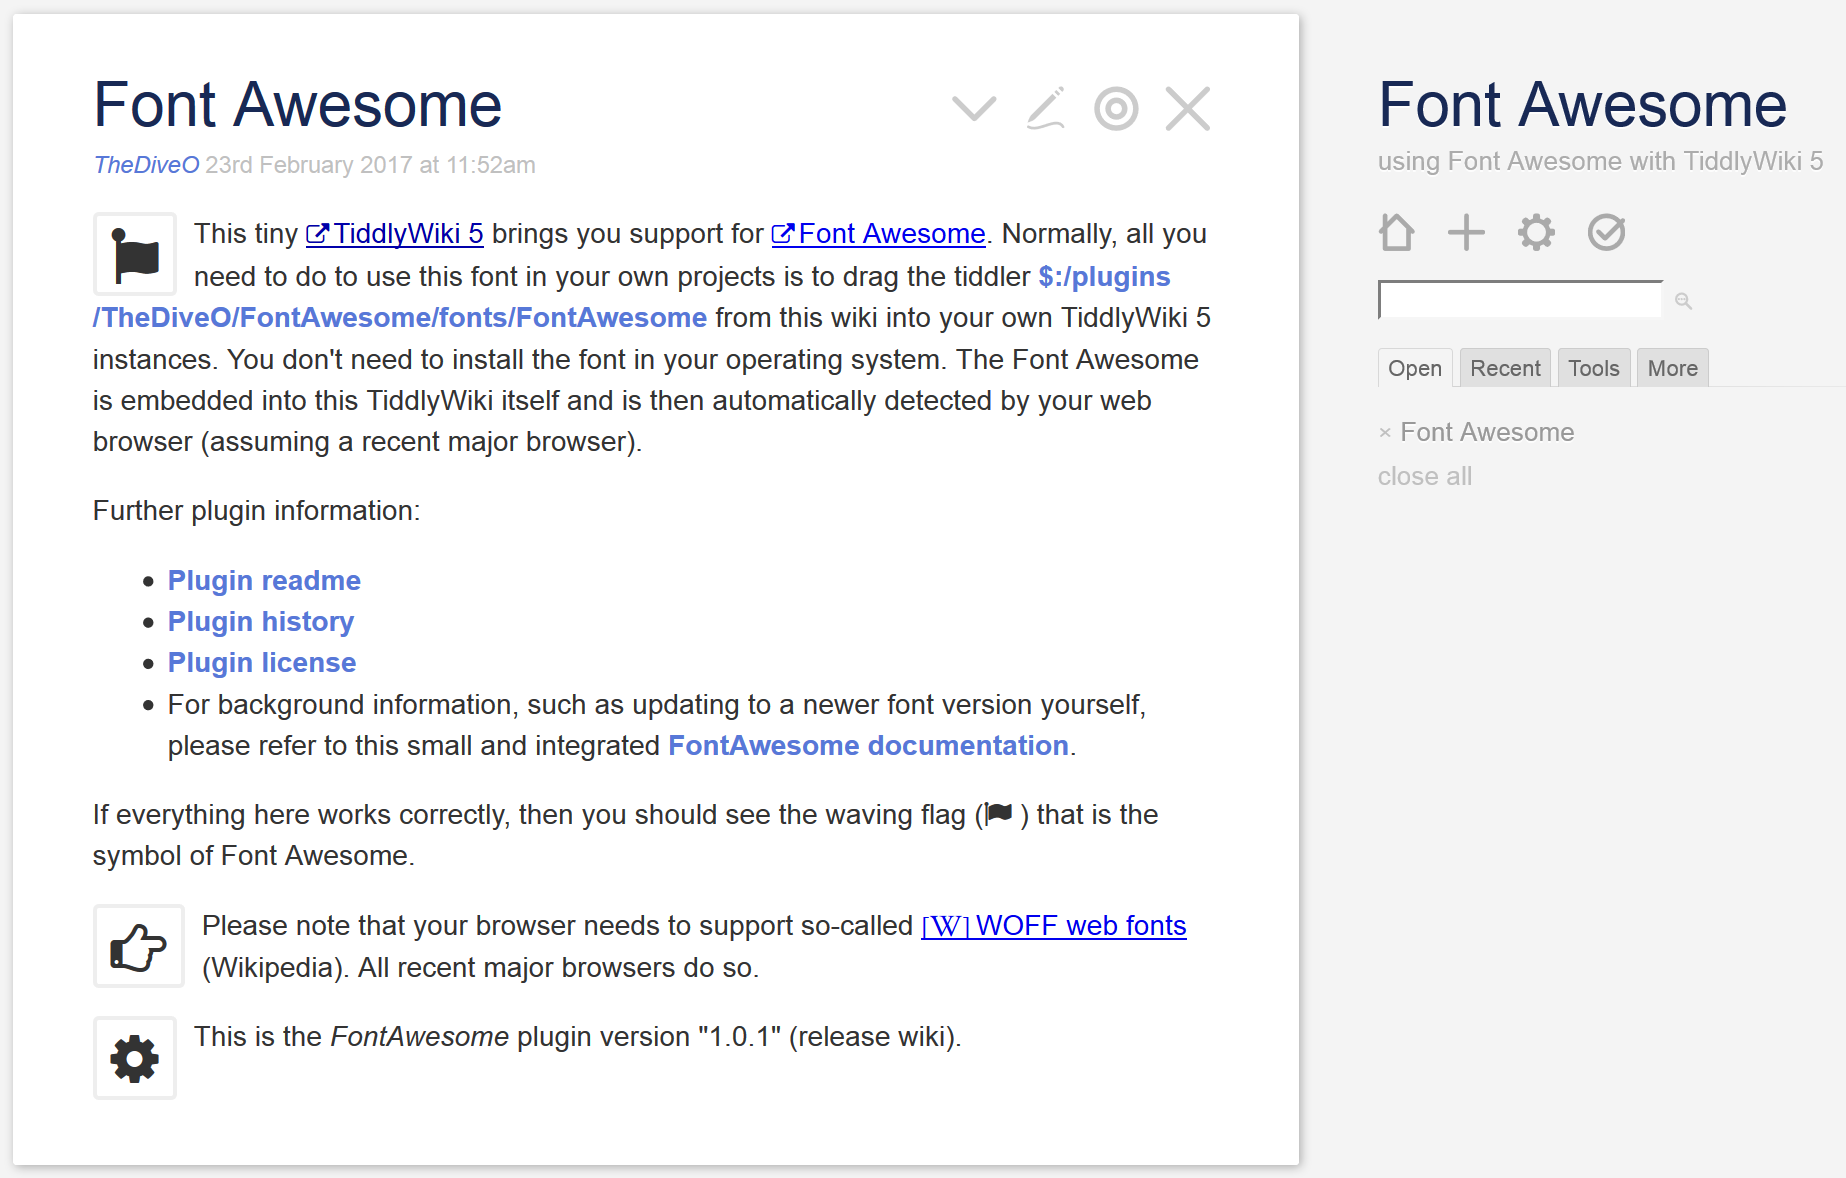 Font Awesome
TheDiveO 23rd February 2017 at 11:52am
This tiny TiddlyWiki 5 brings you support for Font Awesome. Normally, all you
need to do to use this font in your own projects is to drag the tiddler $:/plugins
/TheDiveO/FontAwesome/fonts/FontAwesome from this wiki into your own TiddlyWiki 5
instances. You don't need to install the font in your operating system. The Font Awesome
is embedded into this TiddlyWiki itself and is then automatically detected by your web
browser (assuming a recent major browser).
Further plugin information:
Plugin readme
Plugin history
Plugin license
For background information, such as updating to a newer font version yourself,
please refer to this small and integrated FontAwesome documentation.
If everything here works correctly, then you should see the waving flag ( ) that is the
symbol of Font Awesome.
Please note that your browser needs to support so-called [W] WOFF web fonts
(Wikipedia). All recent major browsers do so.
This is the FontAwesome plugin version "1.0.1" (release wiki).
Font Awesome
using Font Awesome with TiddlyWiki 5
Open Recent Tools More
× Font Awesome
close all